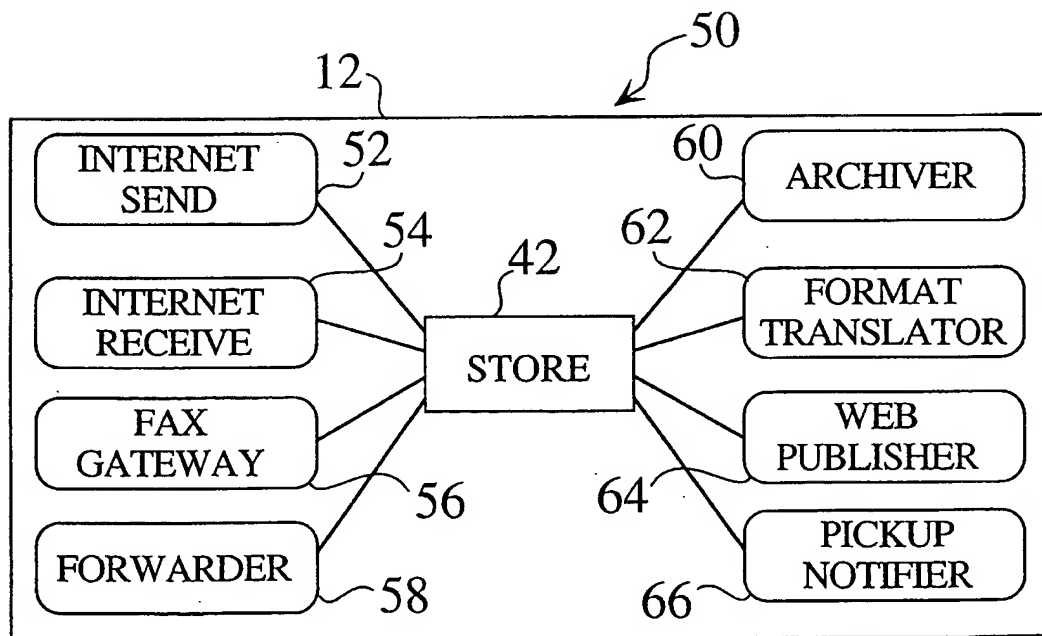 50
12
INTERNET
SEND
52
60
ARCHIVER
54
INTERNET
RECEIVE
42
STORE
62
FORMAT
TRANSLATOR
FAX
GATEWAY
56
64
WEB
PUBLISHER
FORWARDER
58
66
PICKUP
NOTIFIER